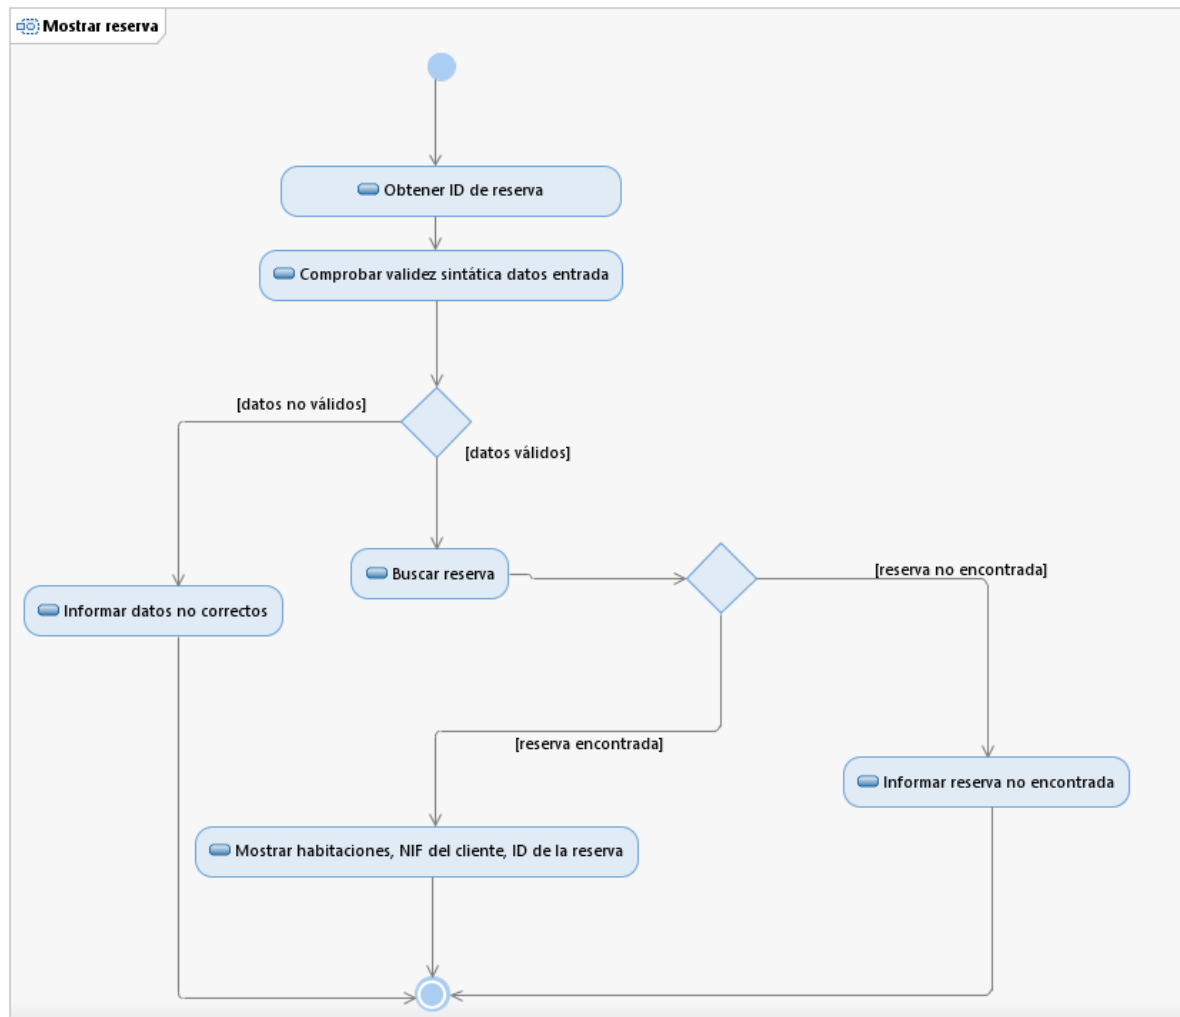 Mostrar reserva
Obtener ID de reserva
Comprobar validez sintática datos entrada
[datos no válidos]
[datos válidos]
Buscar reserva
[reserva no encontrada]
Informar datos no correctos
[reserva encontrada]
Informar reserva no encontrada
Mostrar habitaciones, NIF del cliente, ID de la reserva